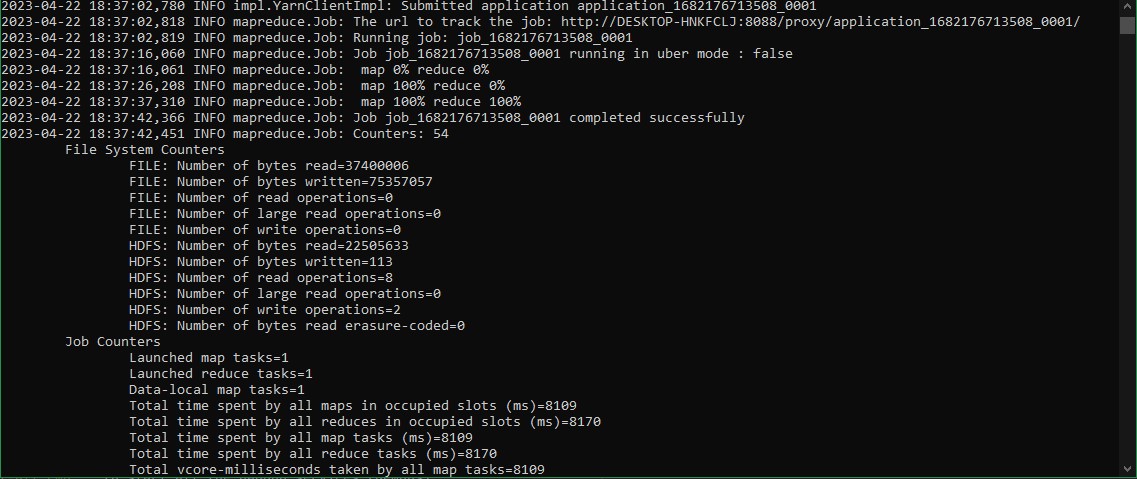 2023-04-22 18:37:02,780 INFO impl.YarnClientImpl: Submitted application application_1682176713508_0001
2023-04-22 18:37:02,818 INFO mapreduce.Job: The url to track the job: http://DESKTOP-HNKFCLJ:8088/proxy/application_1682176713508_0001/
2023-04-22 18:37:02,819 INFO mapreduce.Job: Running job: job_1682176713508_0001
2023-04-22 18:37:16,060 INFO mapreduce.Job: Job job_1682176713508_0001 running in uber mode : false
2023-04-22 18:37:16,061 INFO mapreduce.Job:  map 0% reduce 0%
2023-04-22 18:37:26,208 INFO mapreduce.Job:  map 100% reduce 0%
2023-04-22 18:37:37,310 INFO mapreduce.Job:  map 100% reduce 100%
2023-04-22 18:37:42,366 INFO mapreduce.Job: Job job_1682176713508_0001 completed successfully
2023-04-22 18:37:42,451 INFO mapreduce.Job: Counters: 54
File System Counters
FILE: Number of bytes read=37400006
FILE: Number of bytes written=75357057
FILE: Number of read operations=0
FILE: Number of large read operations=0
FILE: Number of write operations=0
HDFS: Number of bytes read=22505633
HDFS: Number of bytes written=113
HDFS: Number of read operations=8
HDFS: Number of large read operations=0
HDFS: Number of write operations=2
HDFS: Number of bytes read erasure-coded=0
Job Counters
Launched map tasks=1
Launched reduce tasks=1
Data-local map tasks=1
Total time spent by all maps in occupied slots (ms)=8109
Total time spent by all reduces in occupied slots (ms)=8170
Total time spent by all map tasks (ms)=8109
Total time spent by all reduce tasks (ms)=8170
Total vcore-milliseconds taken by all map tasks=8109